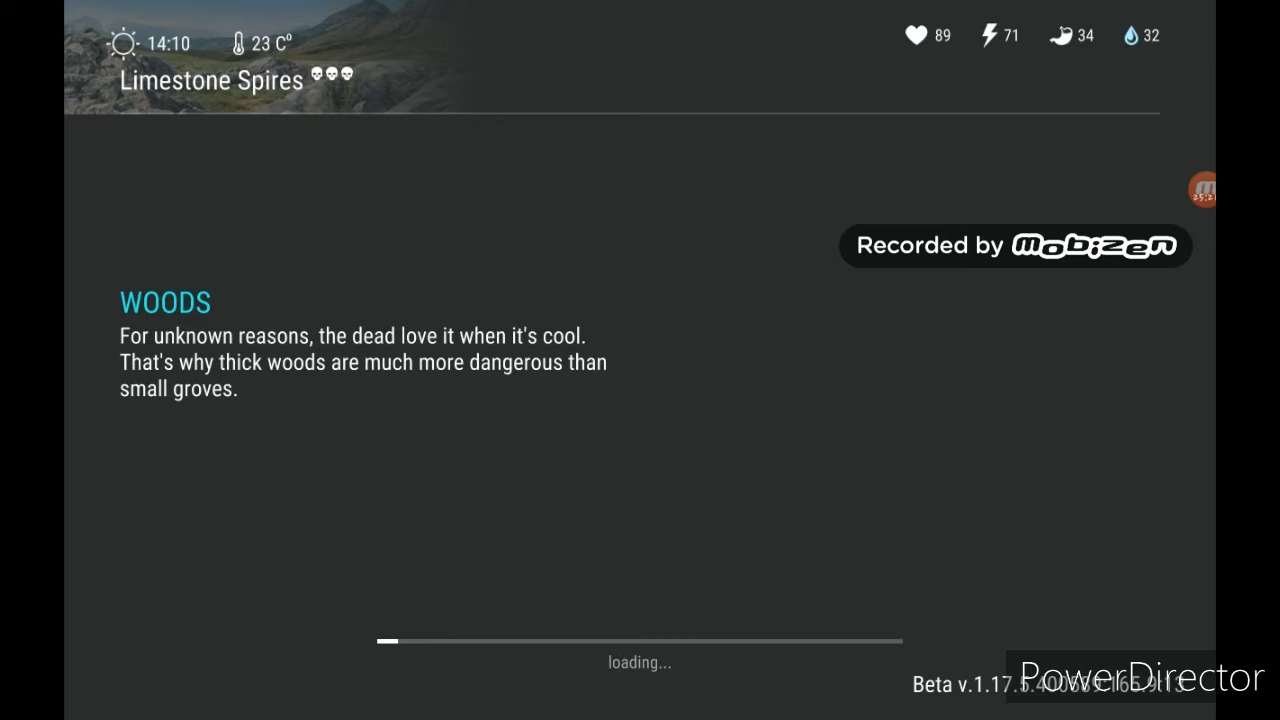 14:10 23 C°
89 71 34 32
Limestone Spires
Recorded by mobizen
WOODS
For unknown reasons, the dead love it when it's cool.
That's why thick woods are much more dangerous than
small groves.
loading...
Beta v.1.17.5
PowerDirector